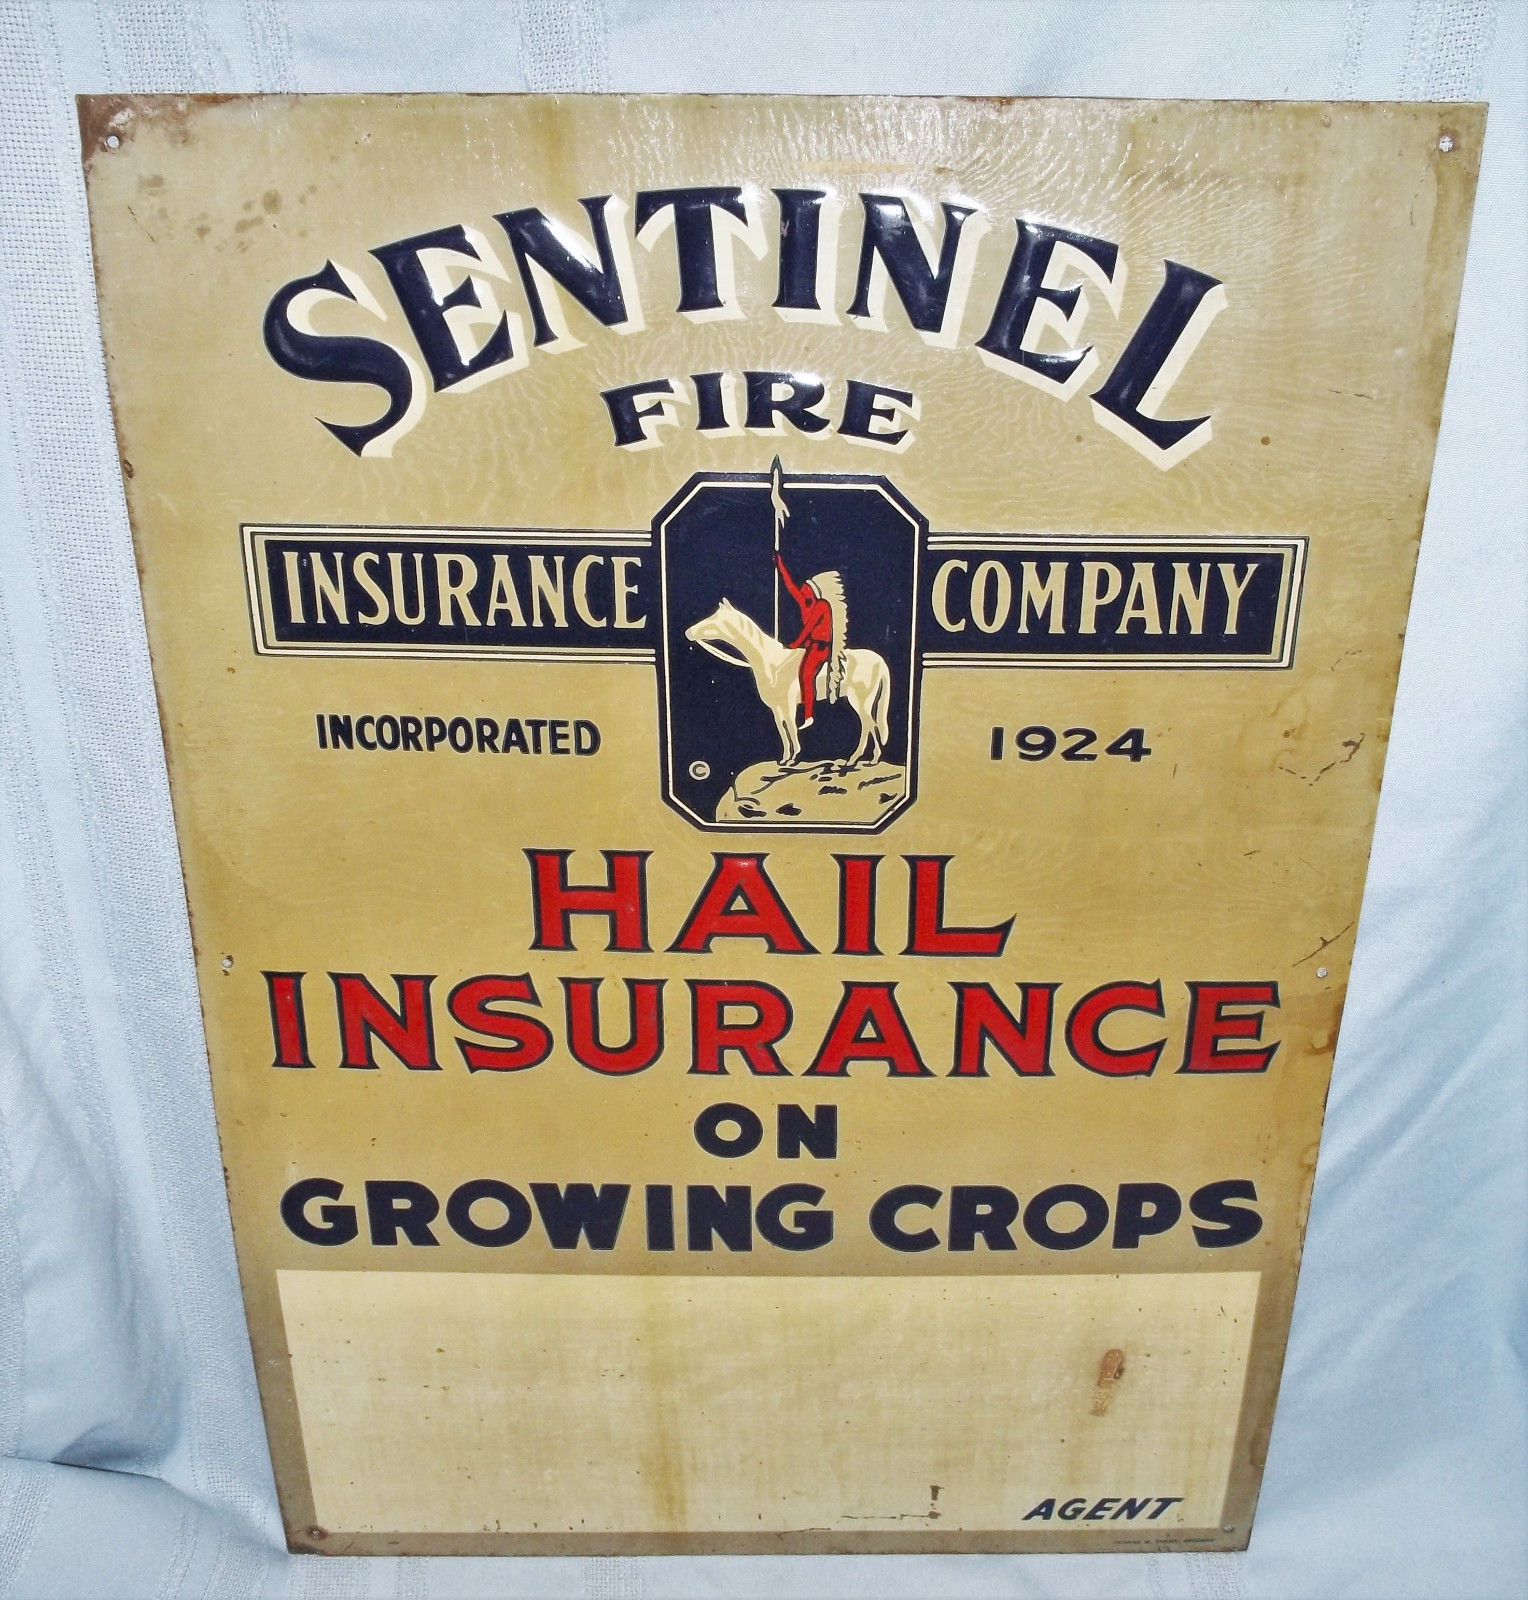 SENTINEL
FIRE
INSURANCE COMPANY
INCORPORATED 1924
©
HAIL
INSURANCE
ON
GROWING CROPS
AGENT